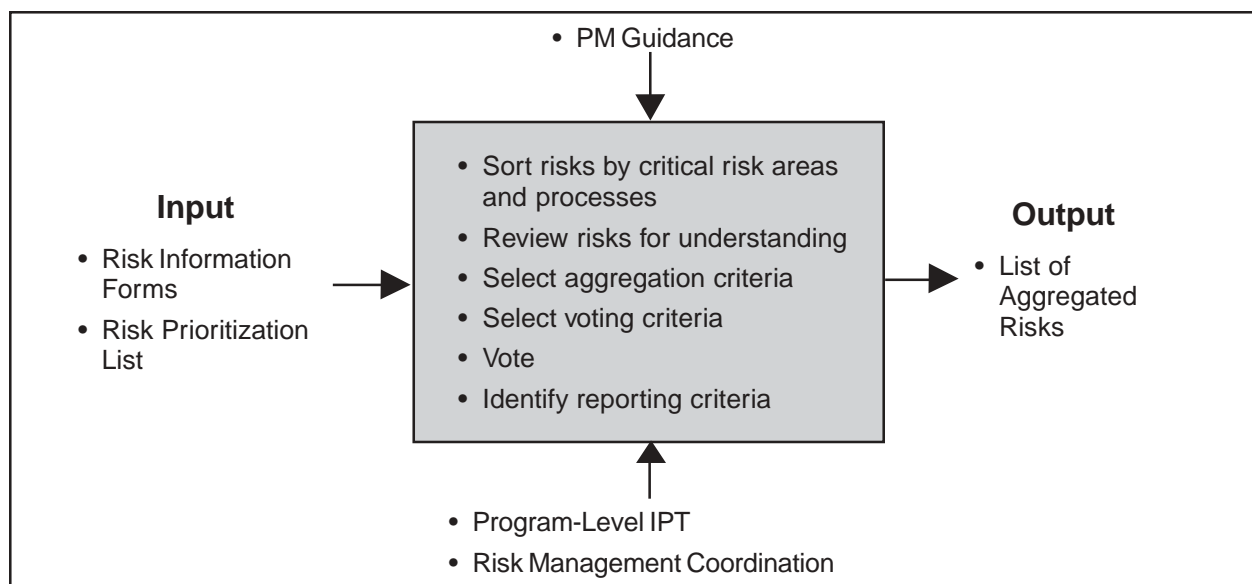 • PM Guidance
Input
• Risk Information
Forms
• Risk Prioritization
List
• Sort risks by critical risk areas
and processes
• Review risks for understanding
• Select aggregation criteria
• Select voting criteria
• Vote
• Identify reporting criteria
Output
• List of
Aggregated
Risks
• Program-Level IPT
• Risk Management Coordination